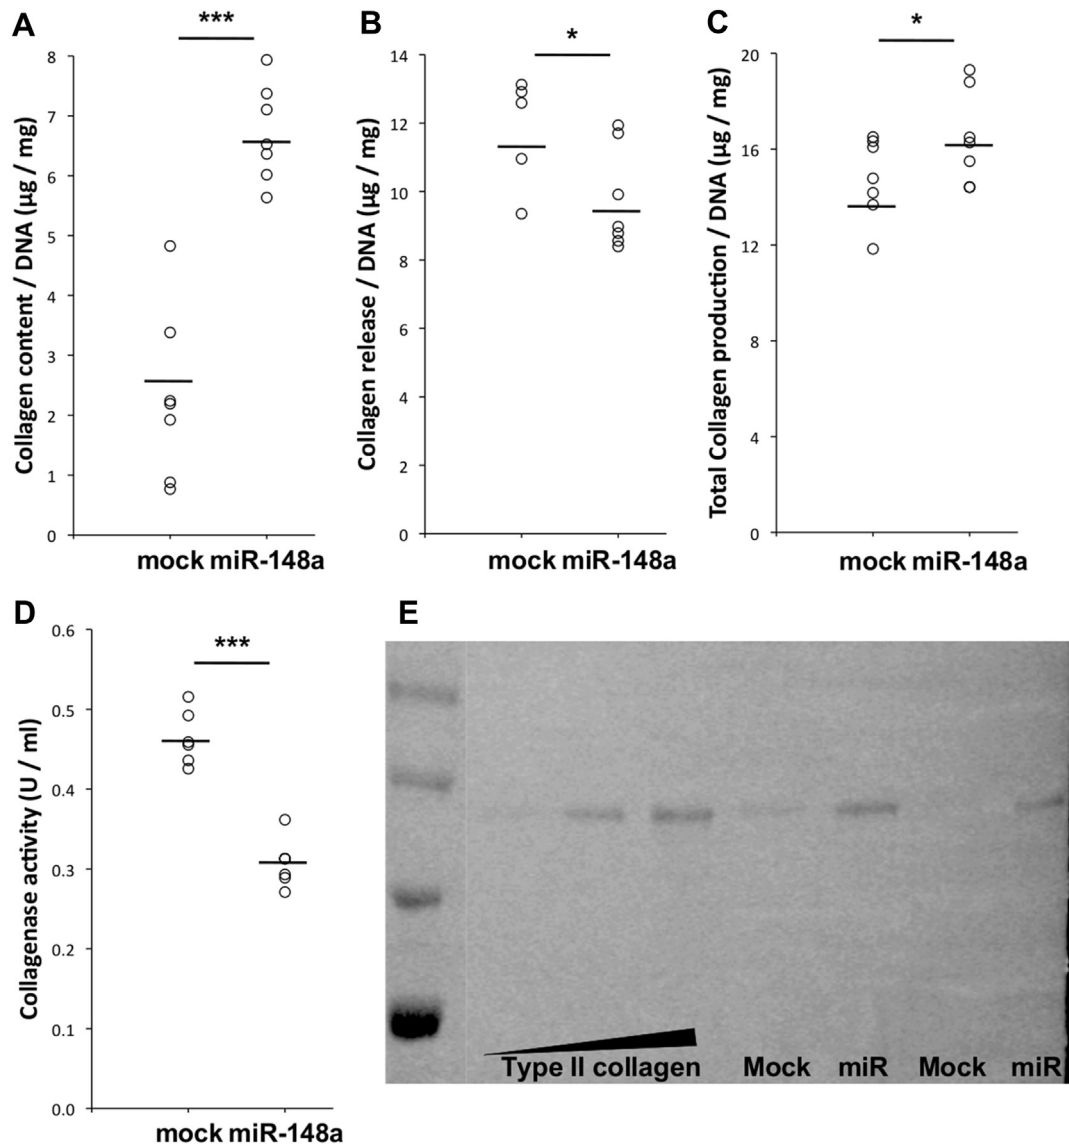 A
***
Collagen content / DNA (µg / mg)
8
7
6
5
4
3
2
1
0
mock miR-148a
B
*
Collagen release / DNA (µg / mg)
14
12
10
8
6
4
2
0
mock miR-148a
C
*
Total Collagen production / DNA (µg / mg)
20
16
12
8
4
0
mock miR-148a
D
***
Collagenase activity (U / ml)
0.6
0.5
0.4
0.3
0.2
0.1
0.0
mock miR-148a
E
Type II collagen Mock miR Mock miR